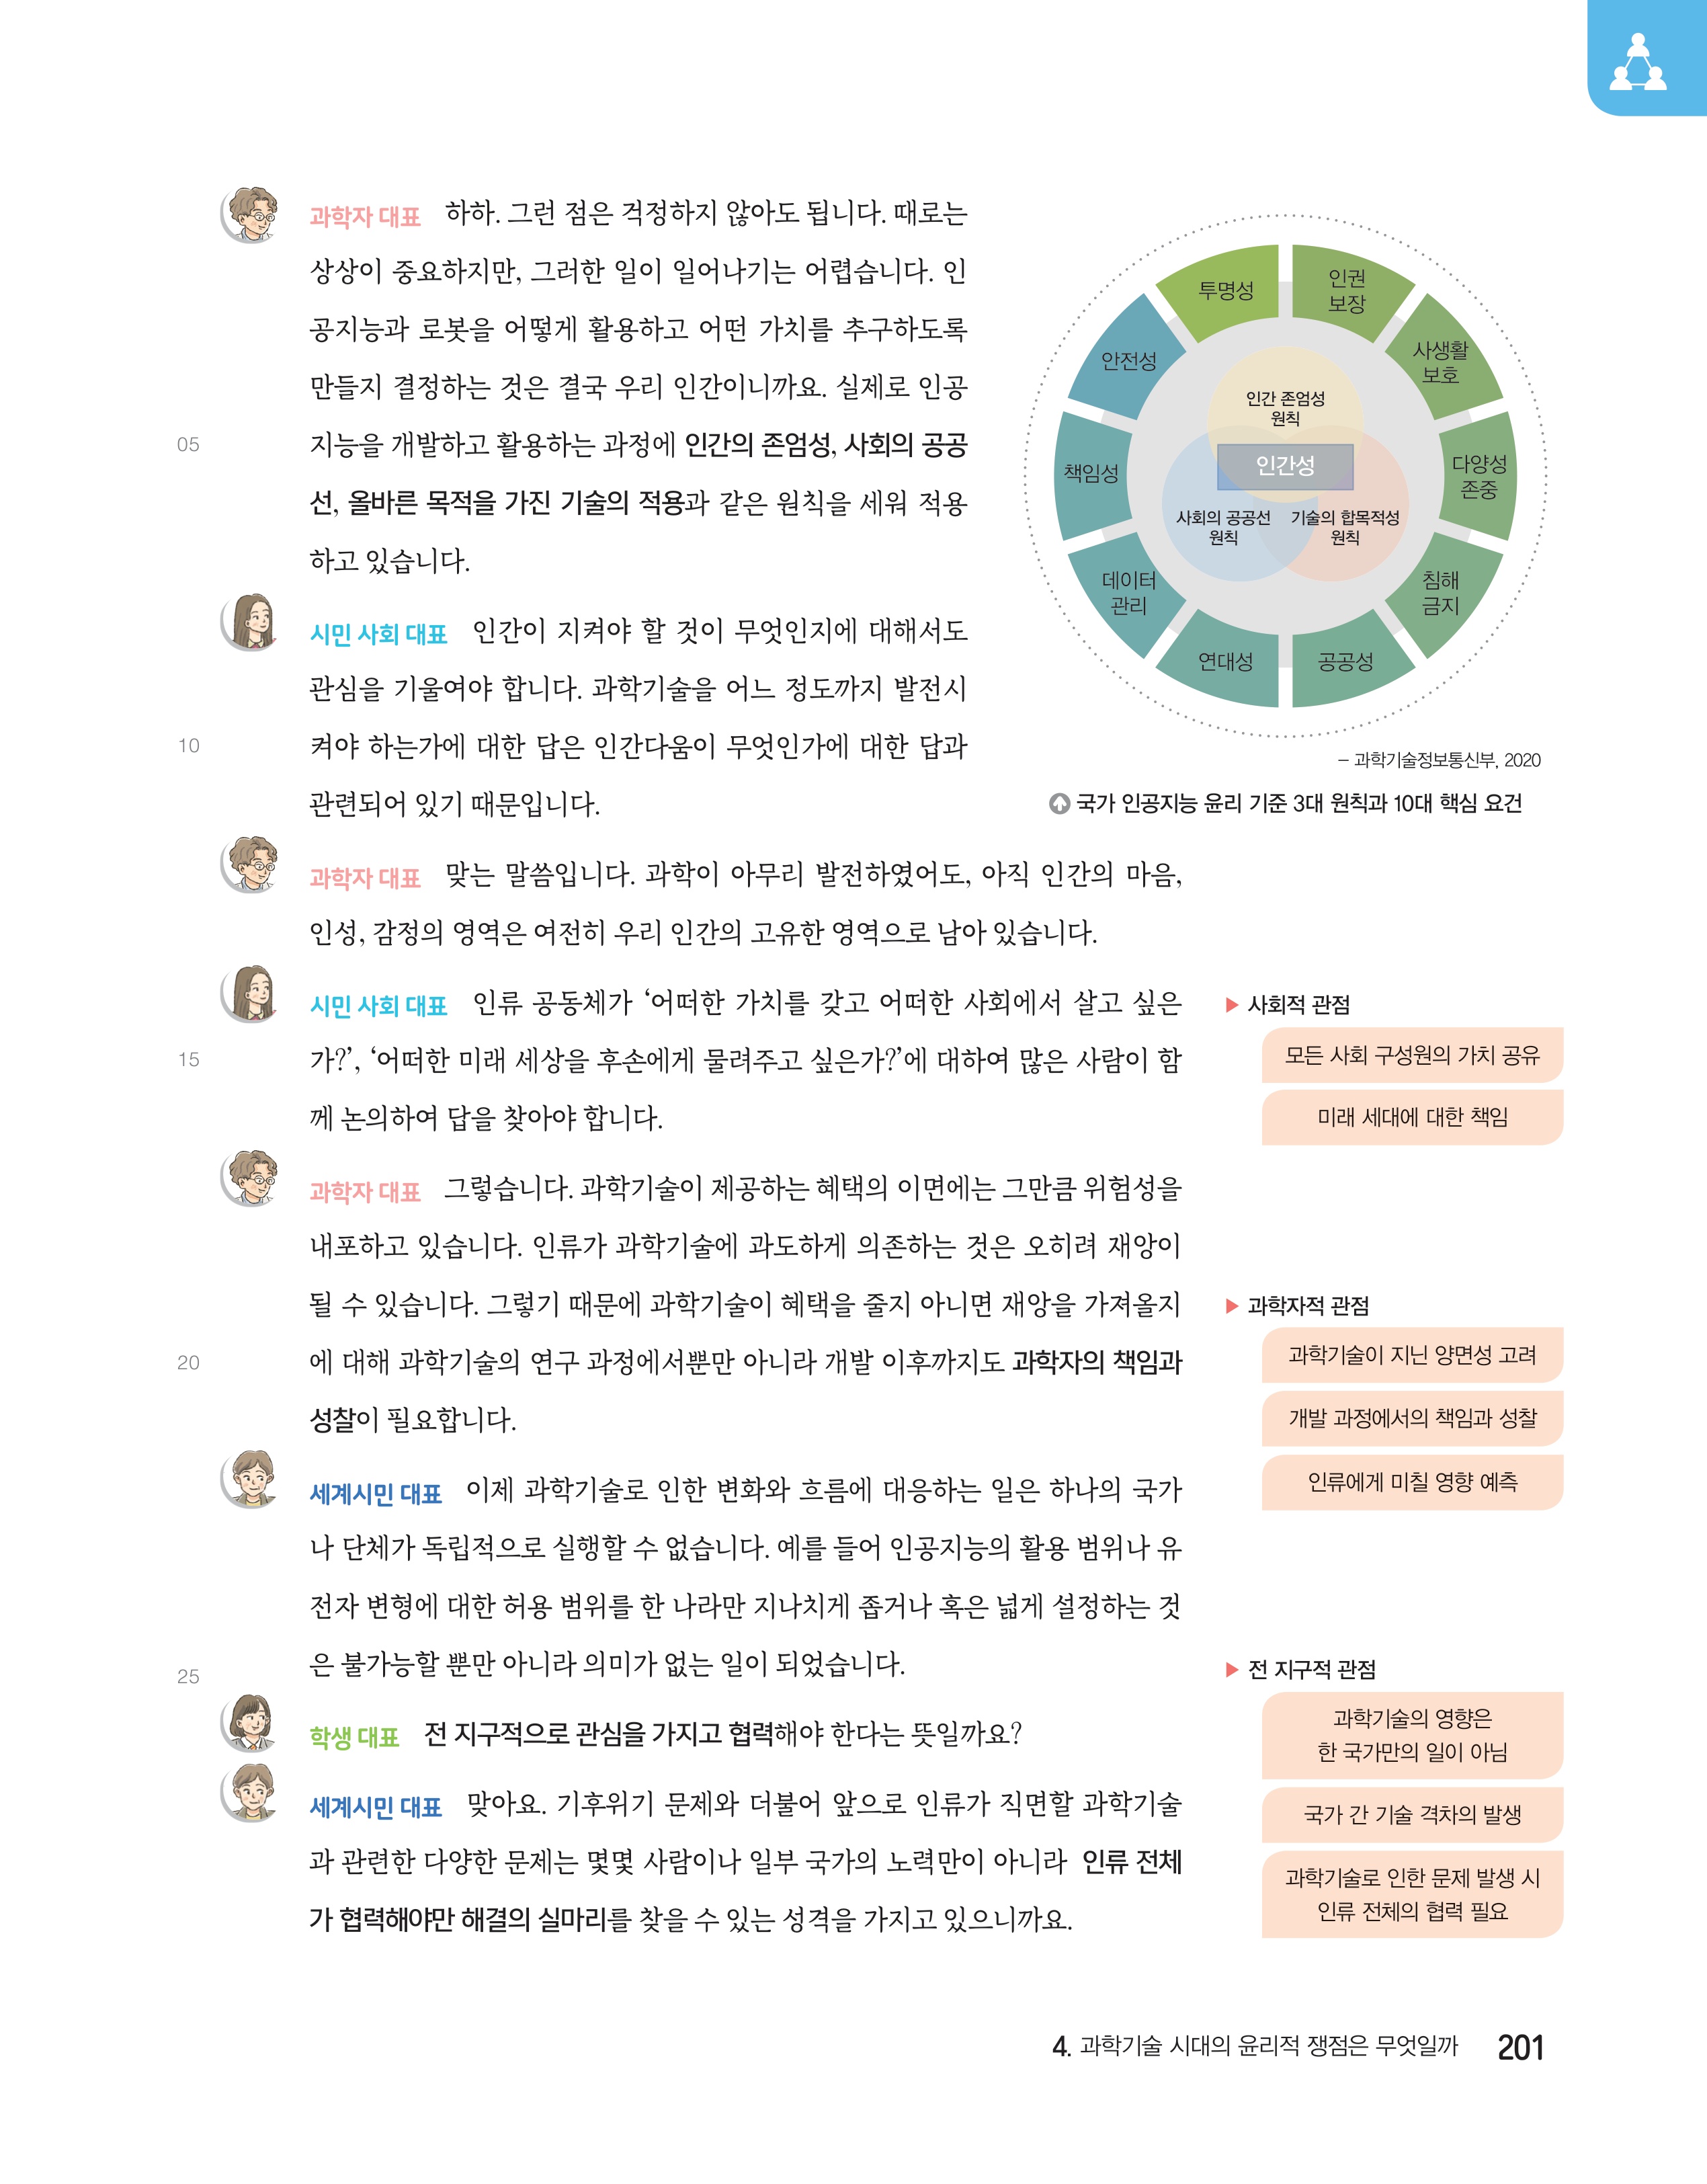 과학자 대표 하하. 그런 점은 걱정하지 않아도 됩니다. 때로는
상상이 중요하지만, 그러한 일이 일어나기는 어렵습니다. 인
공지능과 로봇을 어떻게 활용하고 어떤 가치를 추구하도록
만들지 결정하는 것은 결국 우리 인간이니까요. 실제로 인공
05 지능을 개발하고 활용하는 과정에 인간의 존엄성, 사회의 공공
선, 올바른 목적을 가진 기술의 적용과 같은 원칙을 세워 적용
하고 있습니다.
시민 사회 대표 인간이 지켜야 할 것이 무엇인지에 대해서도
관심을 기울여야 합니다. 과학기술을 어느 정도까지 발전시
10 켜야 하는가에 대한 답은 인간다움이 무엇인가에 대한 답과
관련되어 있기 때문입니다.
투명성
인권
보장
사생활
보호
다양성
존중
침해
금지
공공성
연대성
데이터
관리
책임성
안전성
인간 존엄성
원칙
인간성
사회의 공공선
원칙
기술의 합목적성
원칙
– 과학기술정보통신부, 2020
국가 인공지능 윤리 기준 3대 원칙과 10대 핵심 요건
과학자 대표 맞는 말씀입니다. 과학이 아무리 발전하였어도, 아직 인간의 마음,
인성, 감정의 영역은 여전히 우리 인간의 고유한 영역으로 남아 있습니다.
시민 사회 대표 인류 공동체가 ‘어떠한 가치를 갖고 어떠한 사회에서 살고 싶은
15 가?’, ‘어떠한 미래 세상을 후손에게 물려주고 싶은가?’에 대하여 많은 사람이 함
께 논의하여 답을 찾아야 합니다.
▶ 사회적 관점
모든 사회 구성원의 가치 공유
미래 세대에 대한 책임
과학자 대표 그렇습니다. 과학기술이 제공하는 혜택의 이면에는 그만큼 위험성을
내포하고 있습니다. 인류가 과학기술에 과도하게 의존하는 것은 오히려 재앙이
될 수 있습니다. 그렇기 때문에 과학기술이 혜택을 줄지 아니면 재앙을 가져올지
20 에 대해 과학기술의 연구 과정에서뿐만 아니라 개발 이후까지도 과학자의 책임과
성찰이 필요합니다.
▶ 과학자적 관점
과학기술이 지닌 양면성 고려
개발 과정에서의 책임과 성찰
인류에게 미칠 영향 예측
세계시민 대표 이제 과학기술로 인한 변화와 흐름에 대응하는 일은 하나의 국가
나 단체가 독립적으로 실행할 수 없습니다. 예를 들어 인공지능의 활용 범위나 유
전자 변형에 대한 허용 범위를 한 나라만 지나치게 좁거나 혹은 넓게 설정하는 것
25 은 불가능할 뿐만 아니라 의미가 없는 일이 되었습니다.
학생 대표 전 지구적으로 관심을 가지고 협력해야 한다는 뜻일까요?
세계시민 대표 맞아요. 기후위기 문제와 더불어 앞으로 인류가 직면할 과학기술
과 관련한 다양한 문제는 몇몇 사람이나 일부 국가의 노력만이 아니라 인류 전체
가 협력해야만 해결의 실마리를 찾을 수 있는 성격을 가지고 있으니까요.
▶ 전 지구적 관점
과학기술의 영향은
한 국가만의 일이 아님
국가 간 기술 격차의 발생
과학기술로 인한 문제 발생 시
인류 전체의 협력 필요
4. 과학기술 시대의 윤리적 쟁점은 무엇일까 201